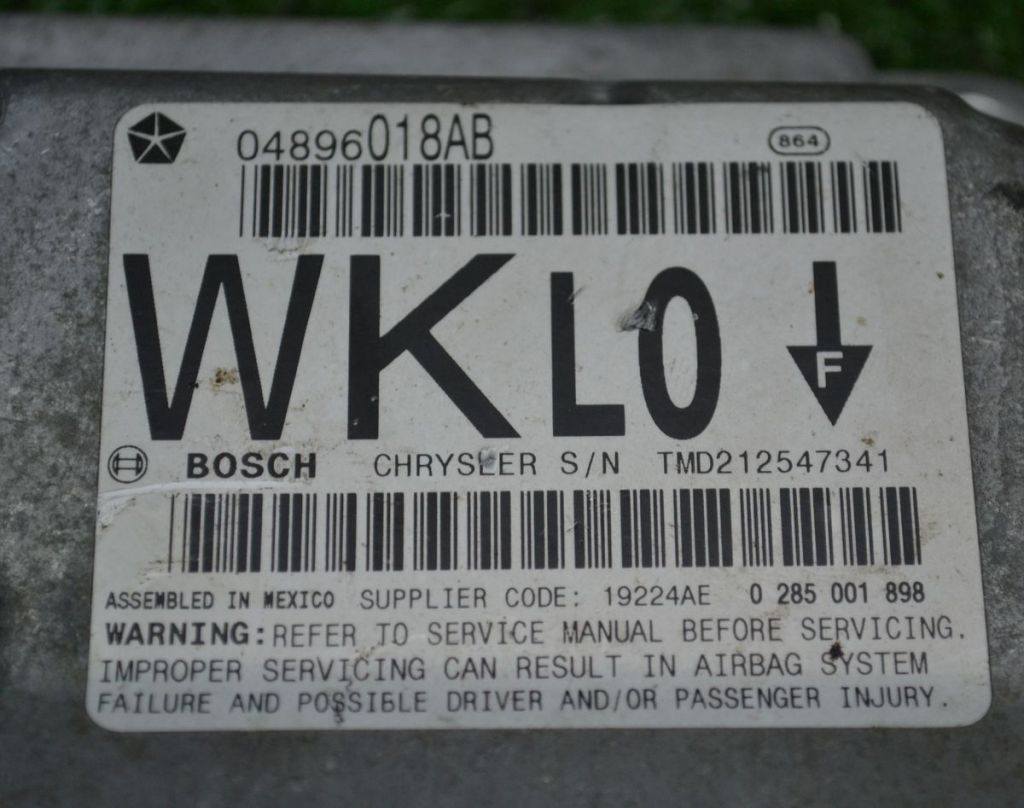 04896018AB 864
WKLO F
BOSCH CHRYSLER S/N TMD212547341
ASSEMBLED IN MEXICO SUPPLIER CODE: 19224AE 0 285 001 898
WARNING: REFER TO SERVICE MANUAL BEFORE SERVICING.
IMPROPER SERVICING CAN RESULT IN AIRBAG SYSTEM
FAILURE AND POSSIBLE DRIVER AND/OR PASSENGER INJURY.